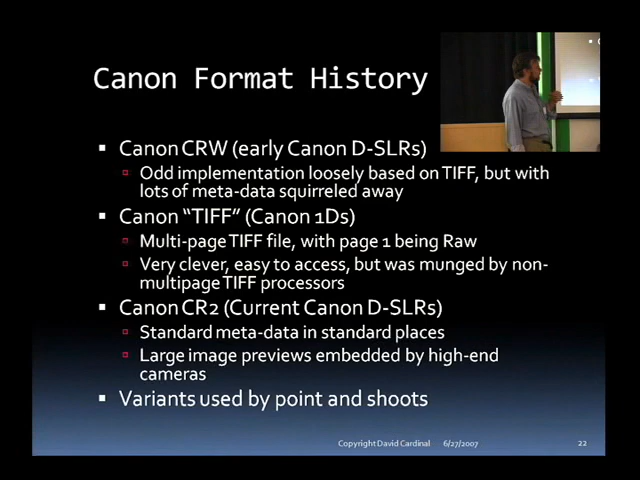 Canon Format History
Canon CRW (early Canon D-SLRs)
Odd implementation loosely based on TIFF, but with
lots of meta-data squirreled away
Canon “TIFF” (Canon 1Ds)
Multi-page TIFF file, with page 1 being Raw
Very clever, easy to access, but was munged by non-
multipage TIFF processors
Canon CR2 (Current Canon D-SLRs)
Standard meta-data in standard places
Large image previews embedded by high-end
cameras
Variants used by point and shoots
Copyright David Cardinal 6/27/2007 22